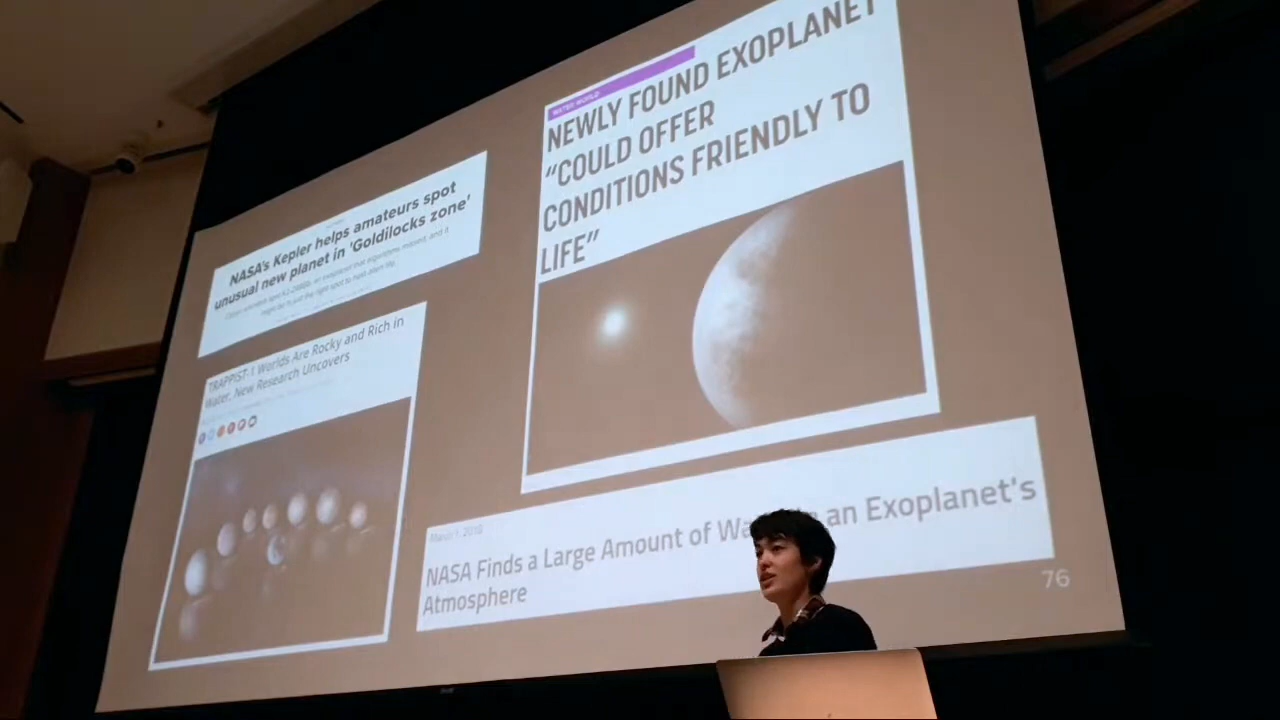 NASA's Kepler helps amateurs spot
unusual new planet in 'Goldilocks zone'
TRAPPIST-1 Worlds Are Rocky and Rich in
Water, New Research Uncovers
WATER WORLD
NEWLY FOUND EXOPLANET
“COULD OFFER
CONDITIONS FRIENDLY TO
LIFE”
NASA Finds a Large Amount of an Exoplanet's
Atmosphere
76